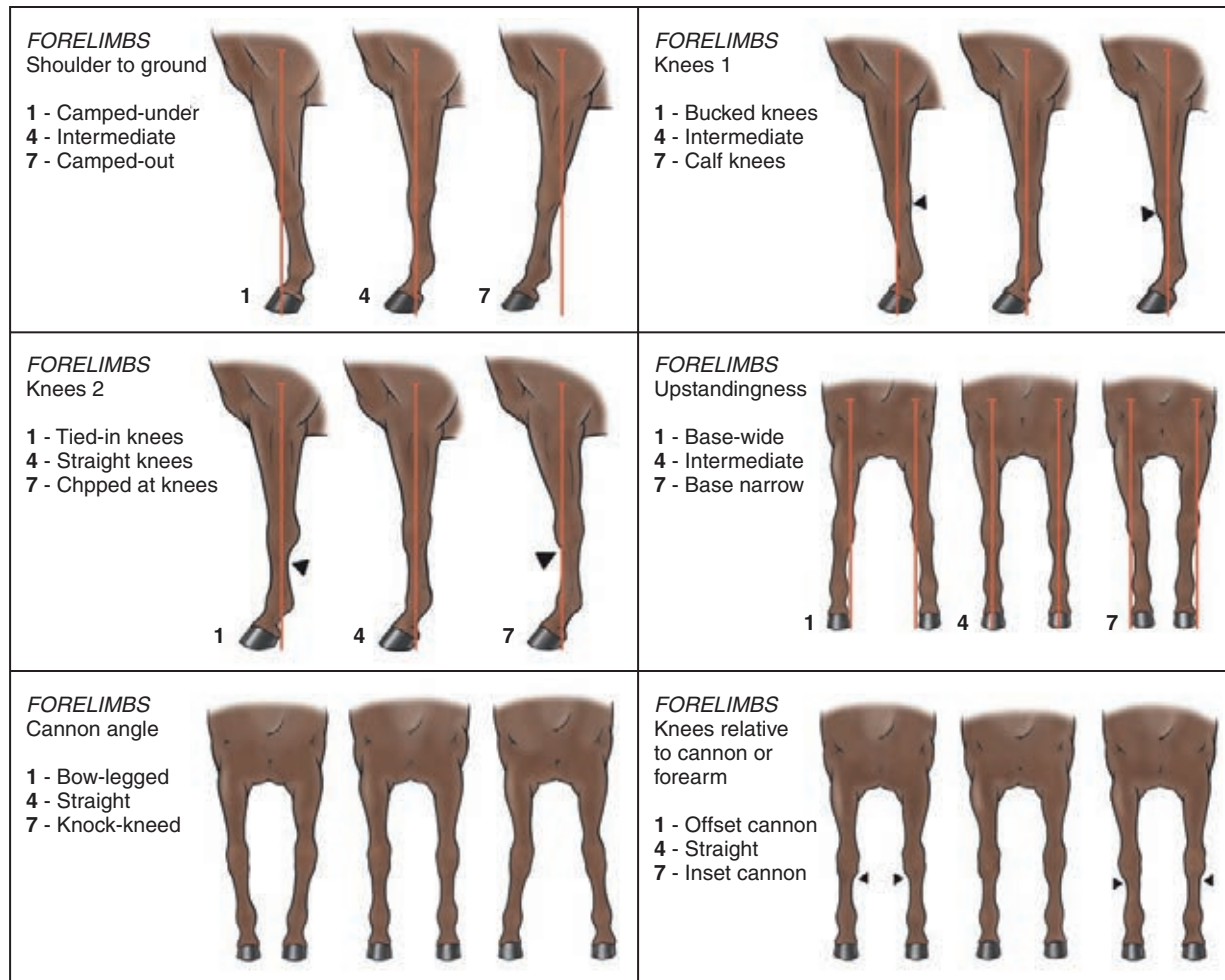 FORELIMBS
Shoulder to ground
1 - Camped-under
4 - Intermediate
7 - Camped-out
1
4
7
FORELIMBS
Knees 1
1 - Bucked knees
4 - Intermediate
7 - Calf knees
FORELIMBS
Knees 2
1 - Tied-in knees
4 - Straight knees
7 - Chpped at knees
1
4
7
FORELIMBS
Upstandingness
1 - Base-wide
4 - Intermediate
7 - Base narrow
1
4
7
FORELIMBS
Cannon angle
1 - Bow-legged
4 - Straight
7 - Knock-kneed
FORELIMBS
Knees relative
to cannon or
forearm
1 - Offset cannon
4 - Straight
7 - Inset cannon